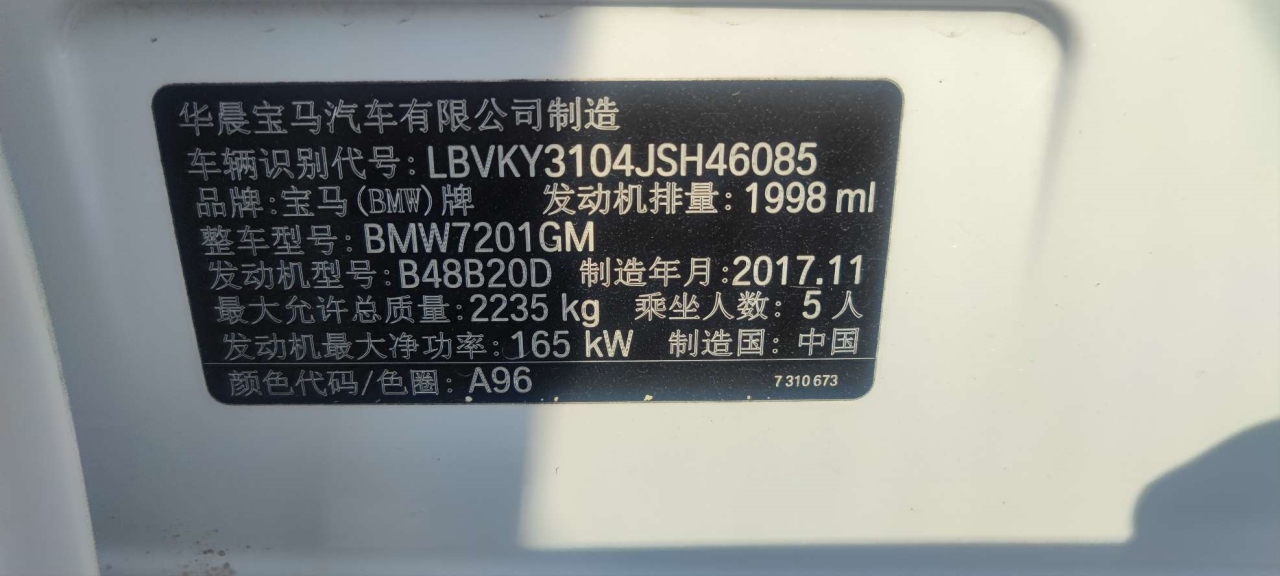 华晨宝马汽车有限公司制造
车辆识别代号:LBVKY3104JSH46085
品牌:宝马(BMW)牌 发动机排量:1998 ml
整车型号:BMW7201GM
发动机型号:B48B20D 制造年月:2017.11
最大允许总质量:2235 kg 乘坐人数: 5 人
发动机最大净功率:165 kW 制造国:中国
颜色代码/色圈: A96 7 310 673